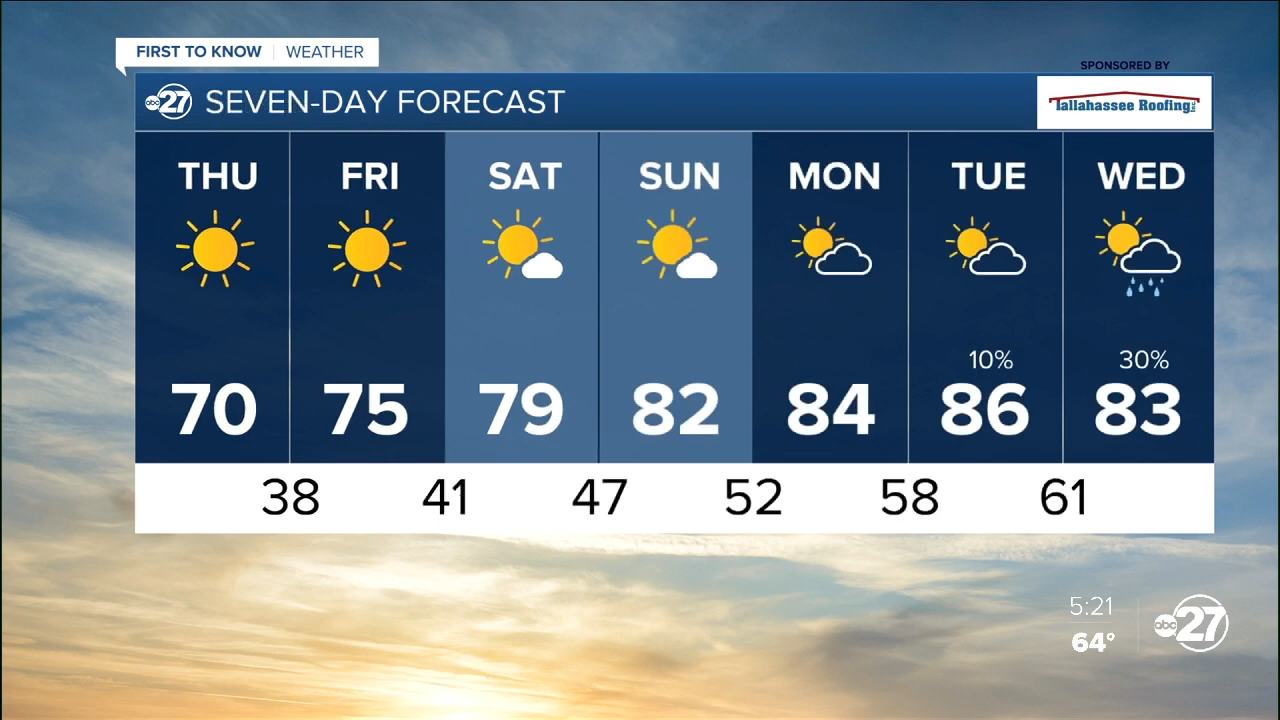 FIRST TO KNOW | WEATHER
SPONSORED BY
abc 27 SEVEN-DAY FORECAST
Tallahassee Roofing Inc.
THU FRI SAT SUN MON TUE WED
10% 30%
70 75 79 82 84 86 83
38 41 47 52 58 61
5:21
64°
abc 27